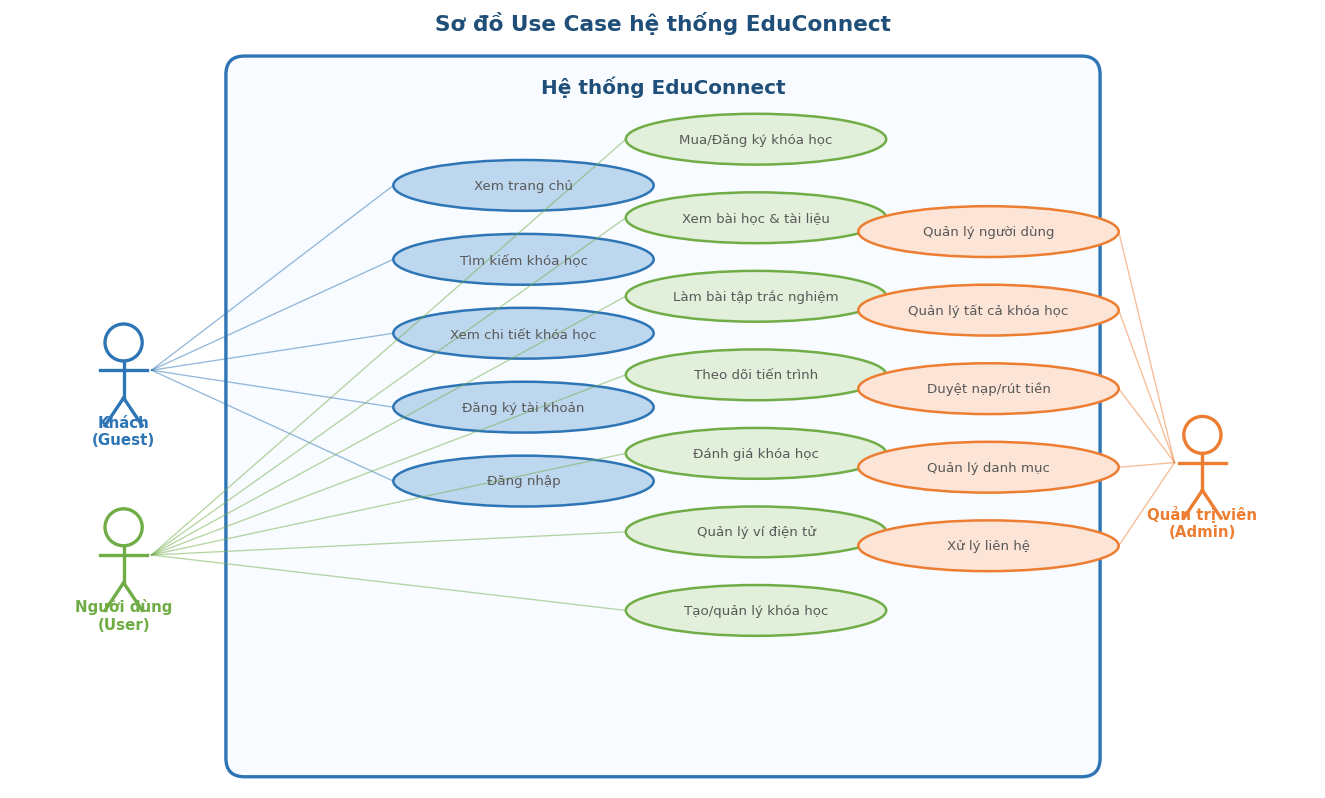 Sơ đồ Use Case hệ thống EduConnect
Hệ thống EduConnect
Mua/Đăng ký khóa học
Xem trang chủ
Xem bài học & tài liệu
Quản lý người dùng
Tìm kiếm khóa học
Làm bài tập trắc nghiệm
Quản lý tất cả khóa học
Xem chi tiết khóa học
Theo dõi tiến trình
Duyệt nạp/rút tiền
Đăng ký tài khoản
Khách
(Guest)
Đánh giá khóa học
Quản lý danh mục
Đăng nhập
Quản trị viên
(Admin)
Quản lý ví điện tử
Xử lý liên hệ
Người dùng
(User)
Tạo/quản lý khóa học